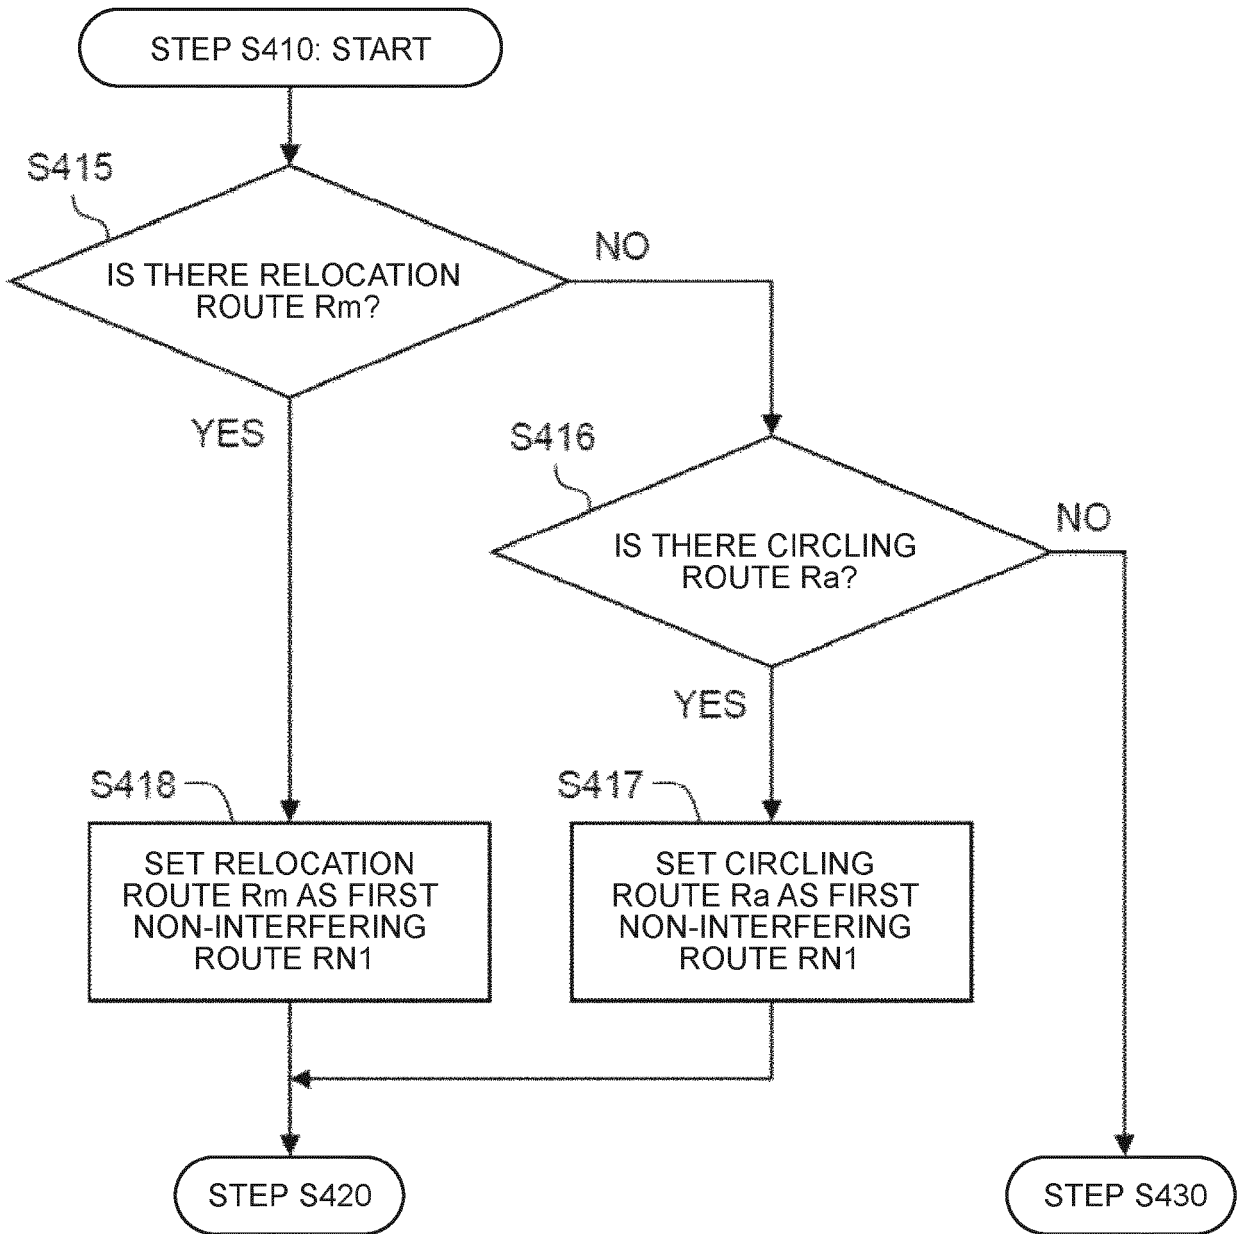 STEP S410: START
S415
IS THERE RELOCATION
ROUTE Rm?
NO
YES
S416
IS THERE CIRCLING
ROUTE Ra?
NO
YES
S418
SET RELOCATION
ROUTE Rm AS FIRST
NON-INTERFERING
ROUTE RN1
S417
SET CIRCLING
ROUTE Ra AS FIRST
NON-INTERFERING
ROUTE RN1
STEP S420
STEP S430